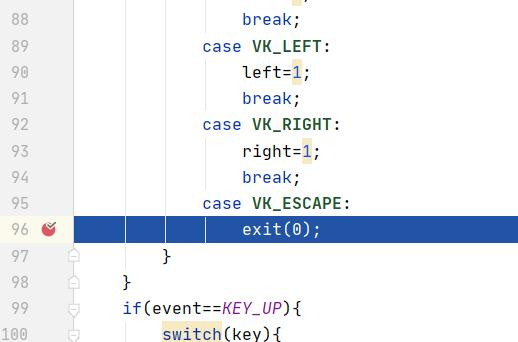 88 break;
89 case VK_LEFT:
90 left=1;
91 break;
92 case VK_RIGHT:
93 right=1;
94 break;
95 case VK_ESCAPE:
96 exit(0);
97 }
98 }
99 if(event==KEY_UP){
100 switch(key){